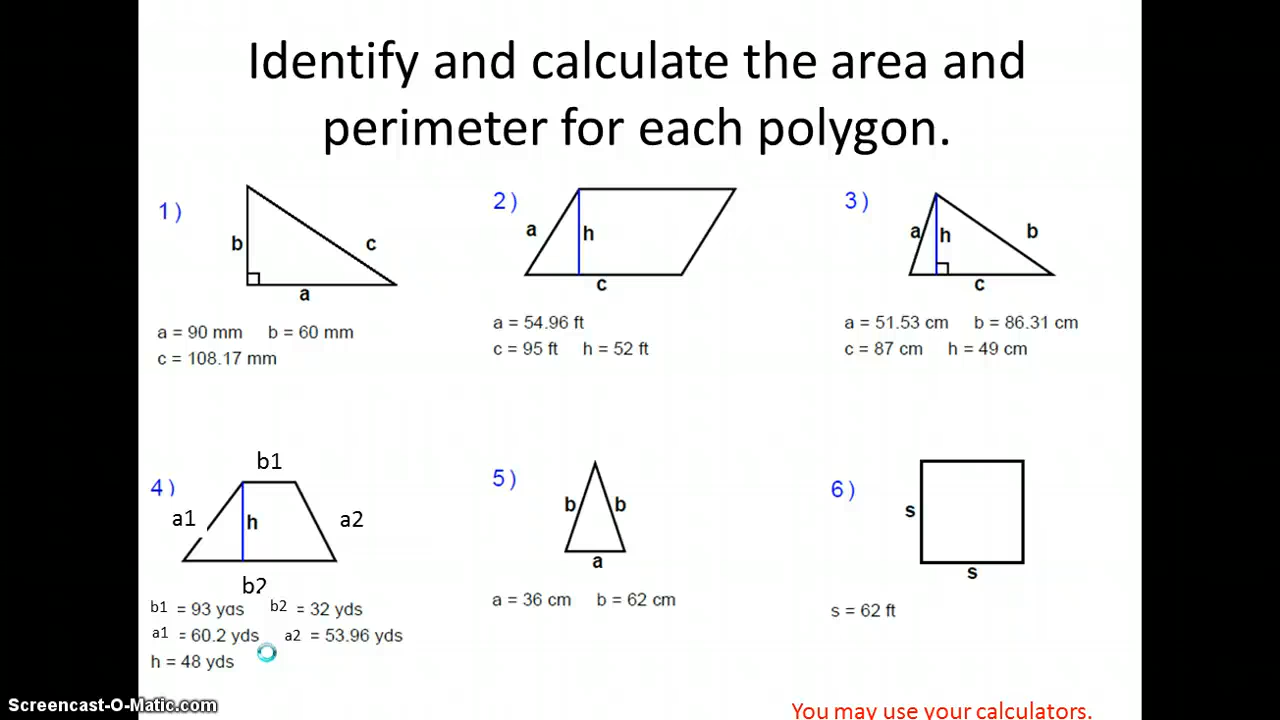 Identify and calculate the area and
perimeter for each polygon.
1)
b
c
a
a = 90 mm b = 60 mm
c = 108.17 mm
2)
a
h
c
a = 54.96 ft
c = 95 ft h = 52 ft
3)
a
h
b
c
a = 51.53 cm b = 86.31 cm
c = 87 cm h = 49 cm
4)
b1
a1
h
a2
b2
b1 = 93 yds b2 = 32 yds
a1 = 60.2 yds a2 = 53.96 yds
h = 48 yds
5)
b
b
a
a = 36 cm b = 62 cm
6)
s
s
s = 62 ft
Screencast-O-Matic.com
You may use your calculators.